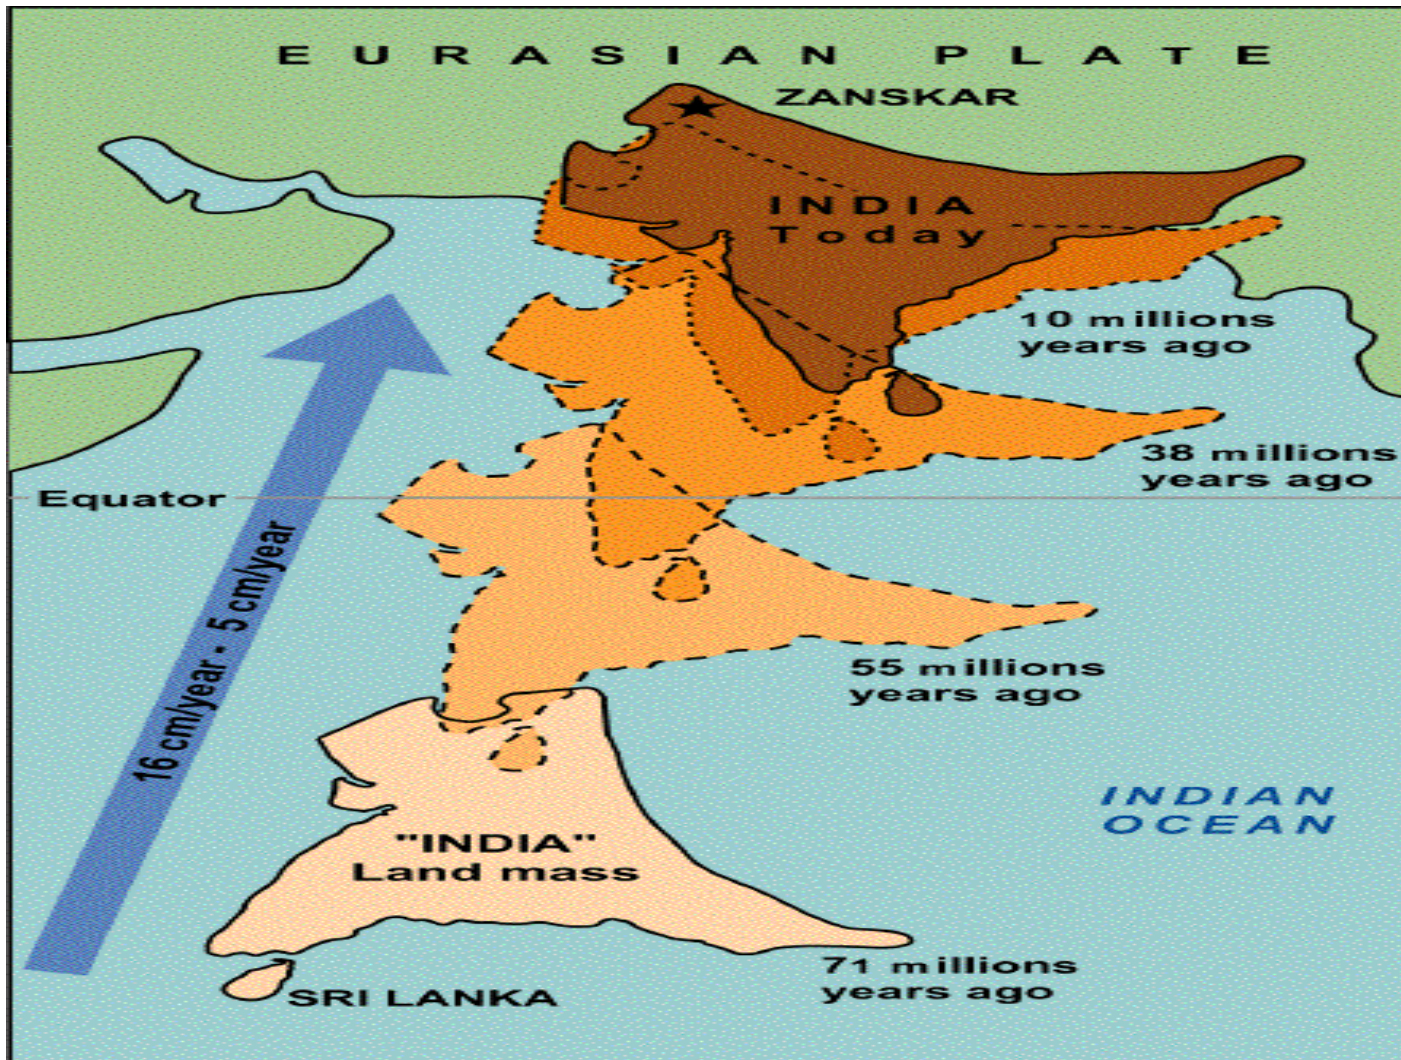 EURASIAN PLATE
ZANSKAR
INDIA
Today
10 millions
years ago
38 millions
years ago
Equator
16 cm/year - 5 cm/year
55 millions
years ago
INDIAN
OCEAN
"INDIA"
Land mass
71 millions
years ago
SRI LANKA